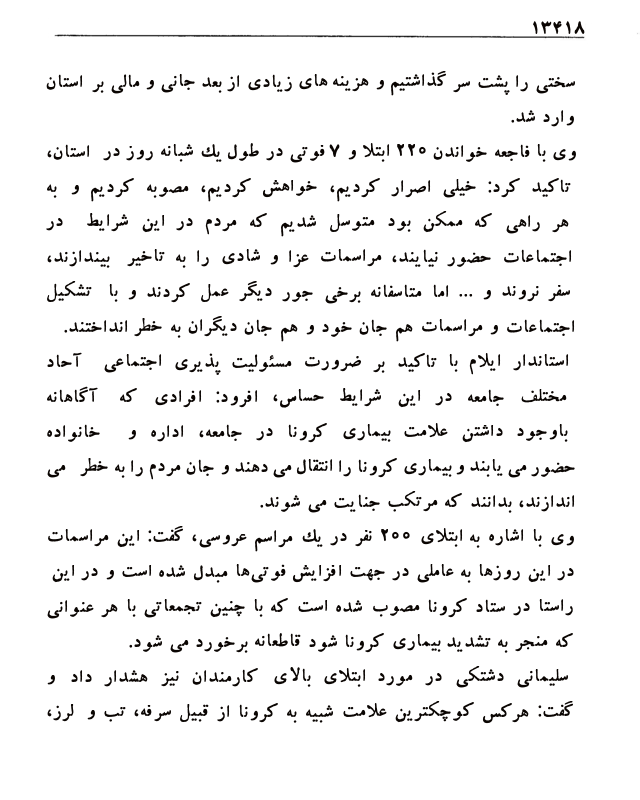 ۱۳۴۱۸
سختی را پشت سر گذاشتیم و هزینه های زیادی از بعد جانی و مالی بر استان
وارد شد.
وی با فاجعه خواندن ۲۲۰ ابتلا و ۷ فوتی در طول یك شبانه روز در استان،
تاکید کرد: خیلی اصرار کردیم، خواهش کردیم، مصوبه کردیم و به
هر راهی که ممکن بود متوسل شدیم که مردم در این شرایط در
اجتماعات حضور نیایند، مراسمات عزا و شادی را به تاخیر بیندازند،
سفر نروند و ... اما متاسفانه برخی جور دیگر عمل کردند و با تشکیل
اجتماعات و مراسمات هم جان خود و هم جان دیگران به خطر انداختند.
استاندار ایلام با تاکید بر ضرورت مسئولیت پذیری اجتماعی آحاد
مختلف جامعه در این شرایط حساس، افرود: افرادی که آگاهانه
باوجود داشتن علامت بیماری کرونا در جامعه، اداره و خانواده
حضور می یابند و بیماری کرونا را انتقال می دهند و جان مردم را به خطر می
اندازند، بدانند که مرتکب جنایت می شوند.
وی با اشاره به ابتلای ۲۰۰ نفر در یك مراسم عروسی، گفت: این مراسمات
در این روزها به عاملی در جهت افزایش فوتی‌ها مبدل شده است و در این
راستا در ستاد کرونا مصوب شده است که با چنین تجمعاتی با هر عنوانی
که منجر به تشدید بیماری کرونا شود قاطعانه برخورد می شود.
سلیمانی دشتکی در مورد ابتلای بالای کارمندان نیز هشدار داد و
گفت: هرکس کوچکترین علامت شبیه به کرونا از قبیل سرفه، تب و لرز،